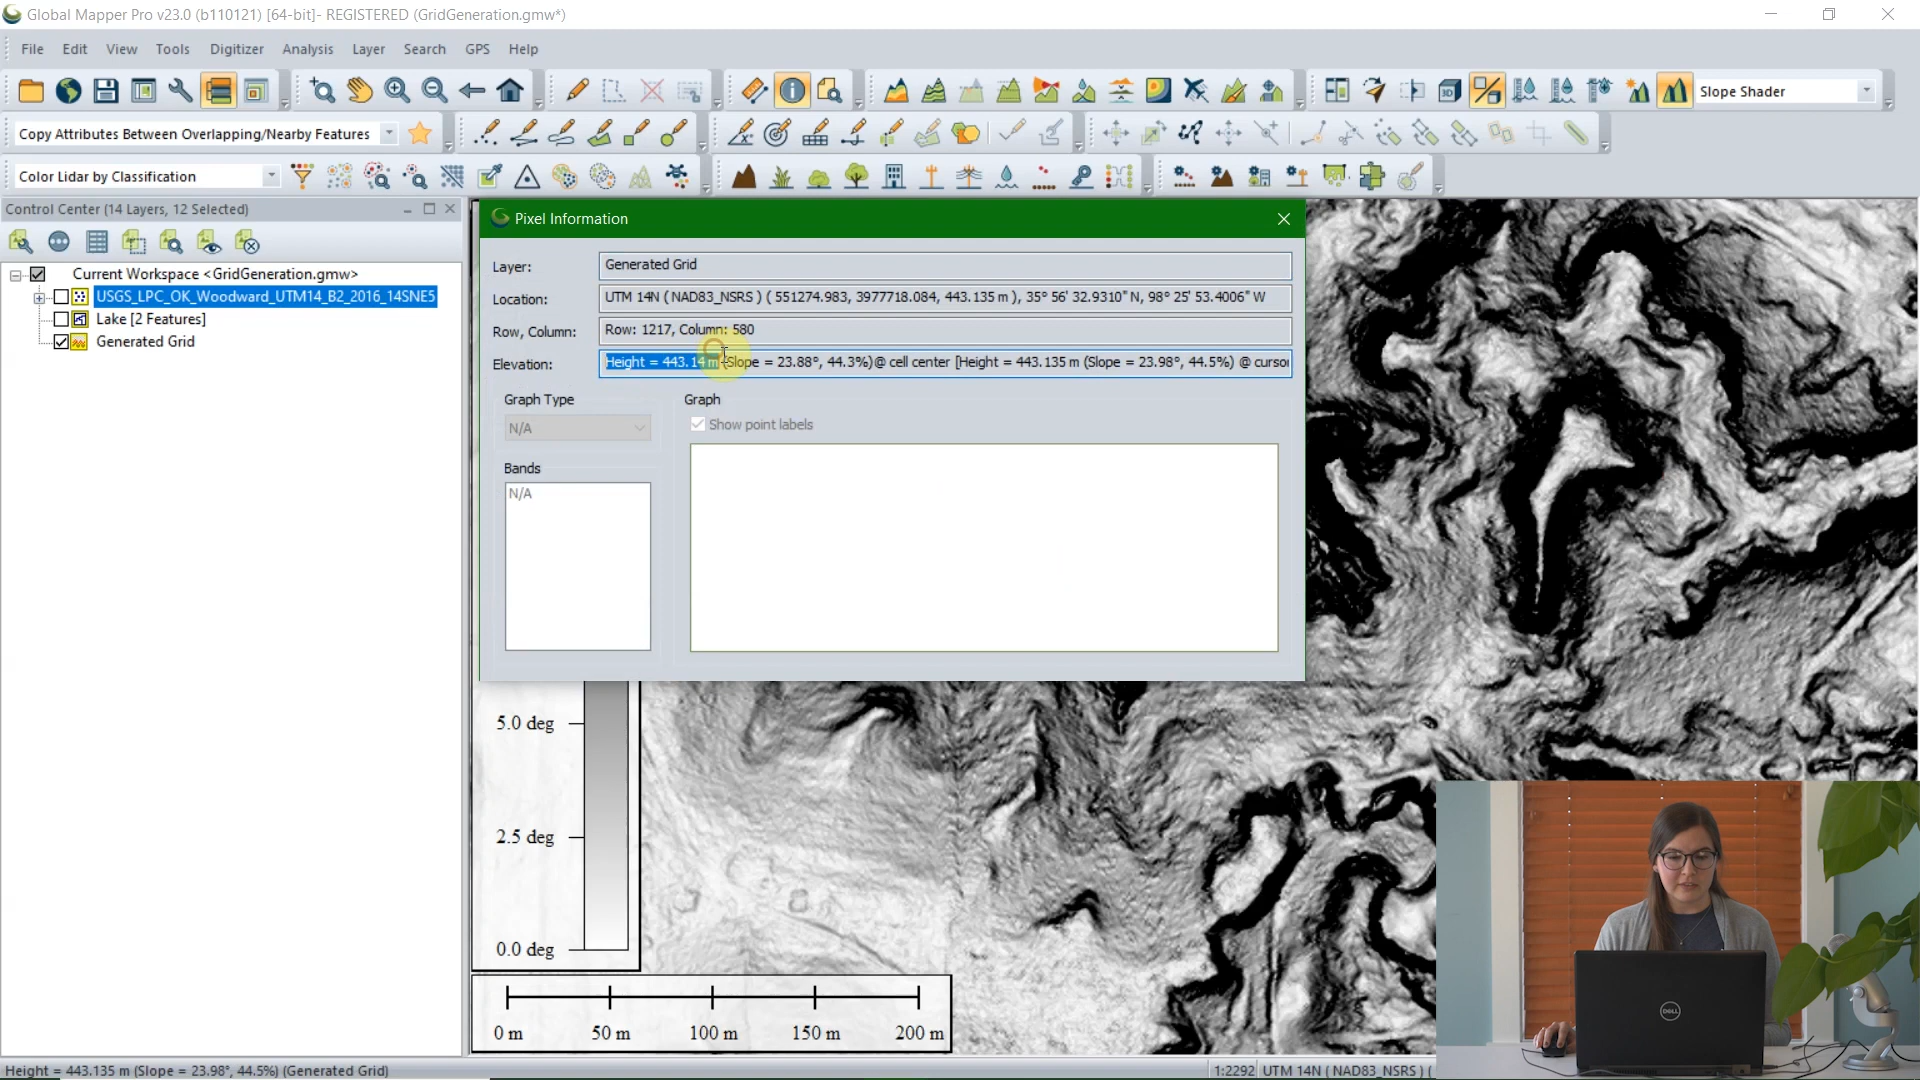 Global Mapper Pro v23.0 (b110121) [64-bit]- REGISTERED (GridGeneration.gmw*)
File Edit View Tools Digitizer Analysis Layer Search GPS Help
Slope Shader
Copy Attributes Between Overlapping/Nearby Features
Color Lidar by Classification
Control Center (14 Layers, 12 Selected)
Current Workspace <GridGeneration.gmw>
USGS_LPC_OK_Woodward_UTM14_B2_2016_14SNE5
Lake [2 Features]
Generated Grid
Pixel Information
Layer: Generated Grid
Location: UTM 14N ( NAD83_NSRS ) ( 551274.983, 3977718.084, 443.135 m ), 35° 56' 32.9310" N, 98° 25' 53.4006" W
Row, Column: Row: 1217, Column: 580
Elevation: Height = 443.14 m (Slope = 23.88°, 44.3%)@ cell center [Height = 443.135 m (Slope = 23.98°, 44.5%) @ cursor
Graph Type
N/A
Bands
N/A
Graph
Show point labels
5.0 deg
2.5 deg
0.0 deg
0 m 50 m 100 m 150 m 200 m
DELL
Height = 443.135 m (Slope = 23.98°, 44.5%) (Generated Grid)
1:2292 UTM 14N ( NAD83_NSRS ) (